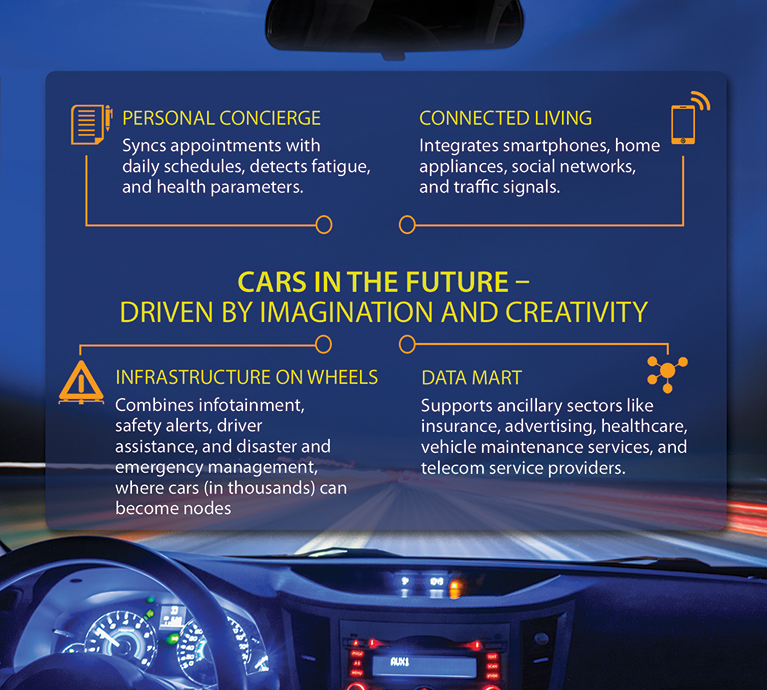 PERSONAL CONCIERGE
Syncs appointments with
daily schedules, detects fatigue,
and health parameters.
CONNECTED LIVING
Integrates smartphones, home
appliances, social networks,
and traffic signals.
CARS IN THE FUTURE –
DRIVEN BY IMAGINATION AND CREATIVITY
INFRASTRUCTURE ON WHEELS
Combines infotainment,
safety alerts, driver
assistance, and disaster and
emergency management,
where cars (in thousands) can
become nodes
DATA MART
Supports ancillary sectors like
insurance, advertising, healthcare,
vehicle maintenance services, and
telecom service providers.
AUX1